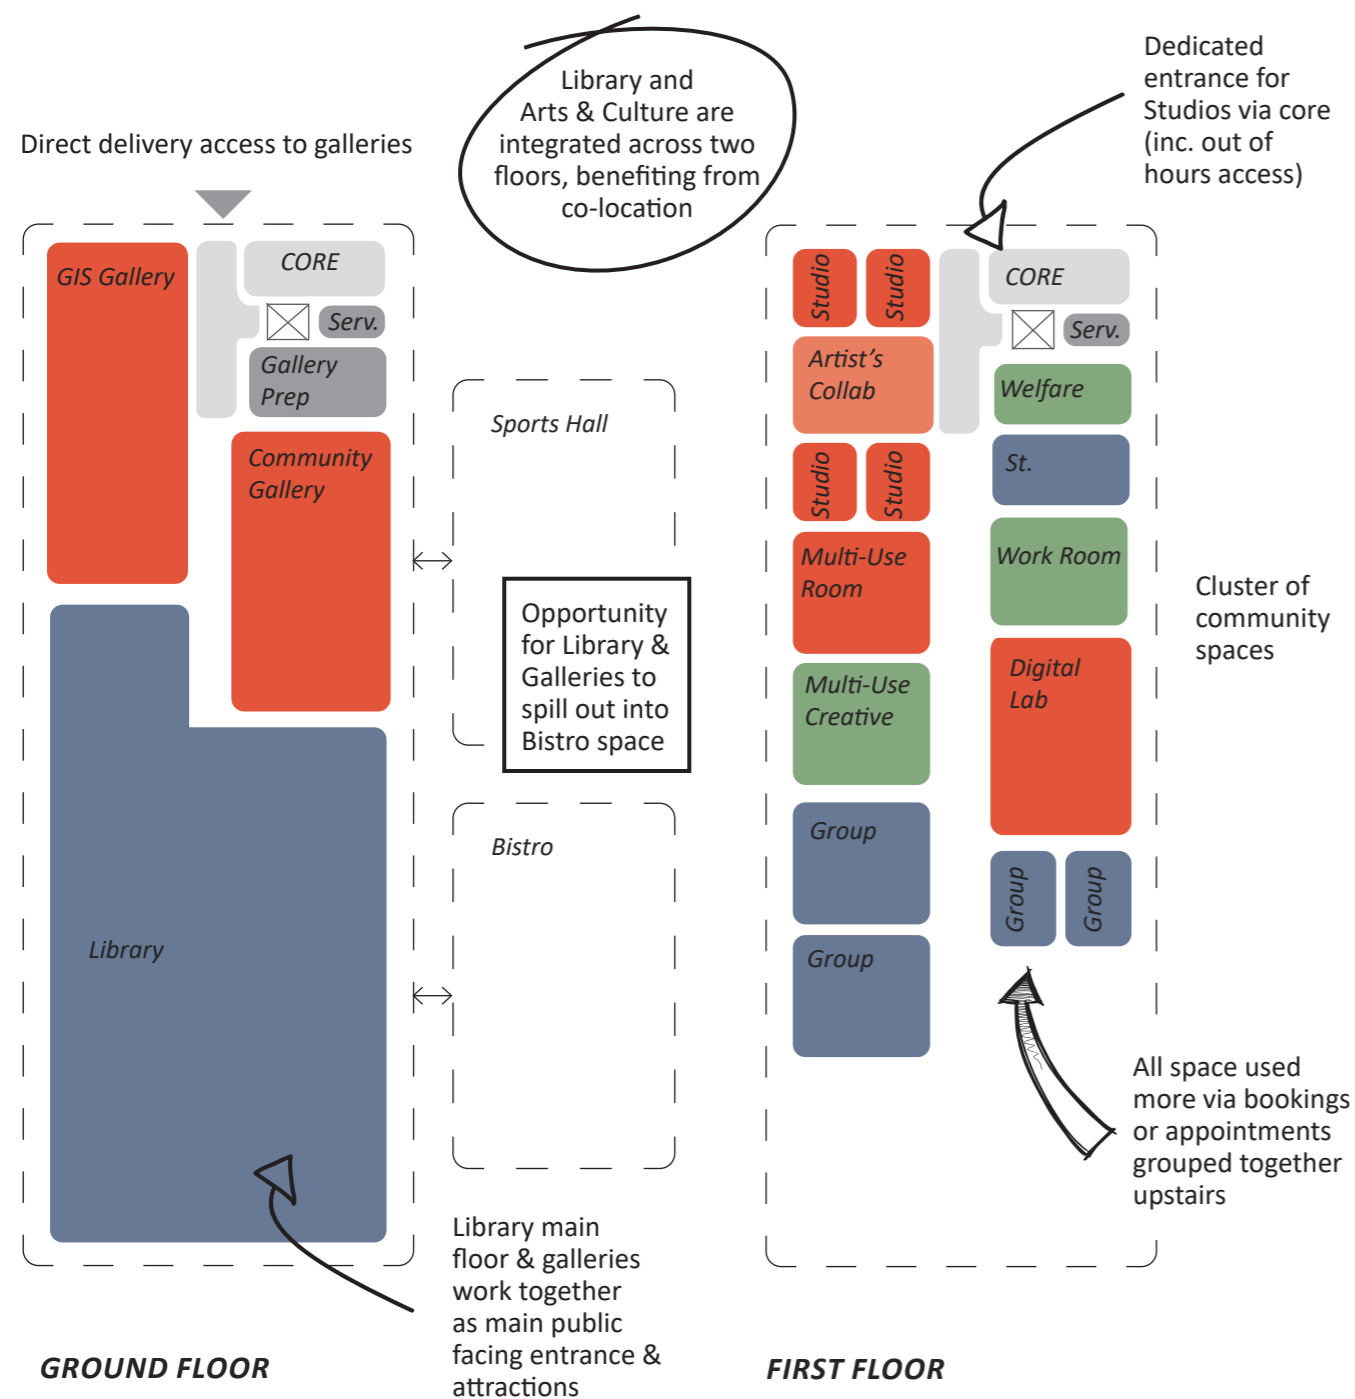 Direct delivery access to galleries
Library and
Arts & Culture are
integrated across two
floors, benefiting from
co-location
Dedicated
entrance for
Studios via core
(inc. out of
hours access)
GIS Gallery
CORE
Serv.
Gallery
Prep
Community
Gallery
Library
Sports Hall
Opportunity
for Library &
Galleries to
spill out into
Bistro space
Bistro
Library main
floor & galleries
work together
as main public
facing entrance &
attractions
GROUND FLOOR
Studio
Studio
CORE
Serv.
Artist's
Collab
Welfare
Studio
Studio
St.
Multi-Use
Room
Work Room
Multi-Use
Creative
Digital
Lab
Group
Group
Group
Group
Cluster of
community
spaces
All space used
more via bookings
or appointments
grouped together
upstairs
FIRST FLOOR